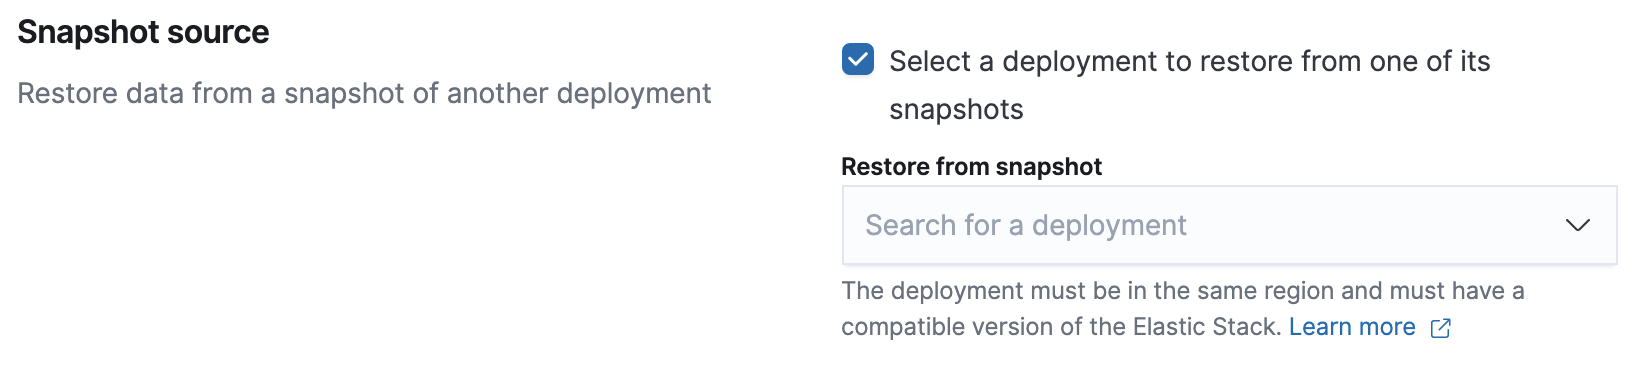 Snapshot source
Restore data from a snapshot of another deployment
Select a deployment to restore from one of its
snapshots
Restore from snapshot
Search for a deployment
The deployment must be in the same region and must have a
compatible version of the Elastic Stack. Learn more